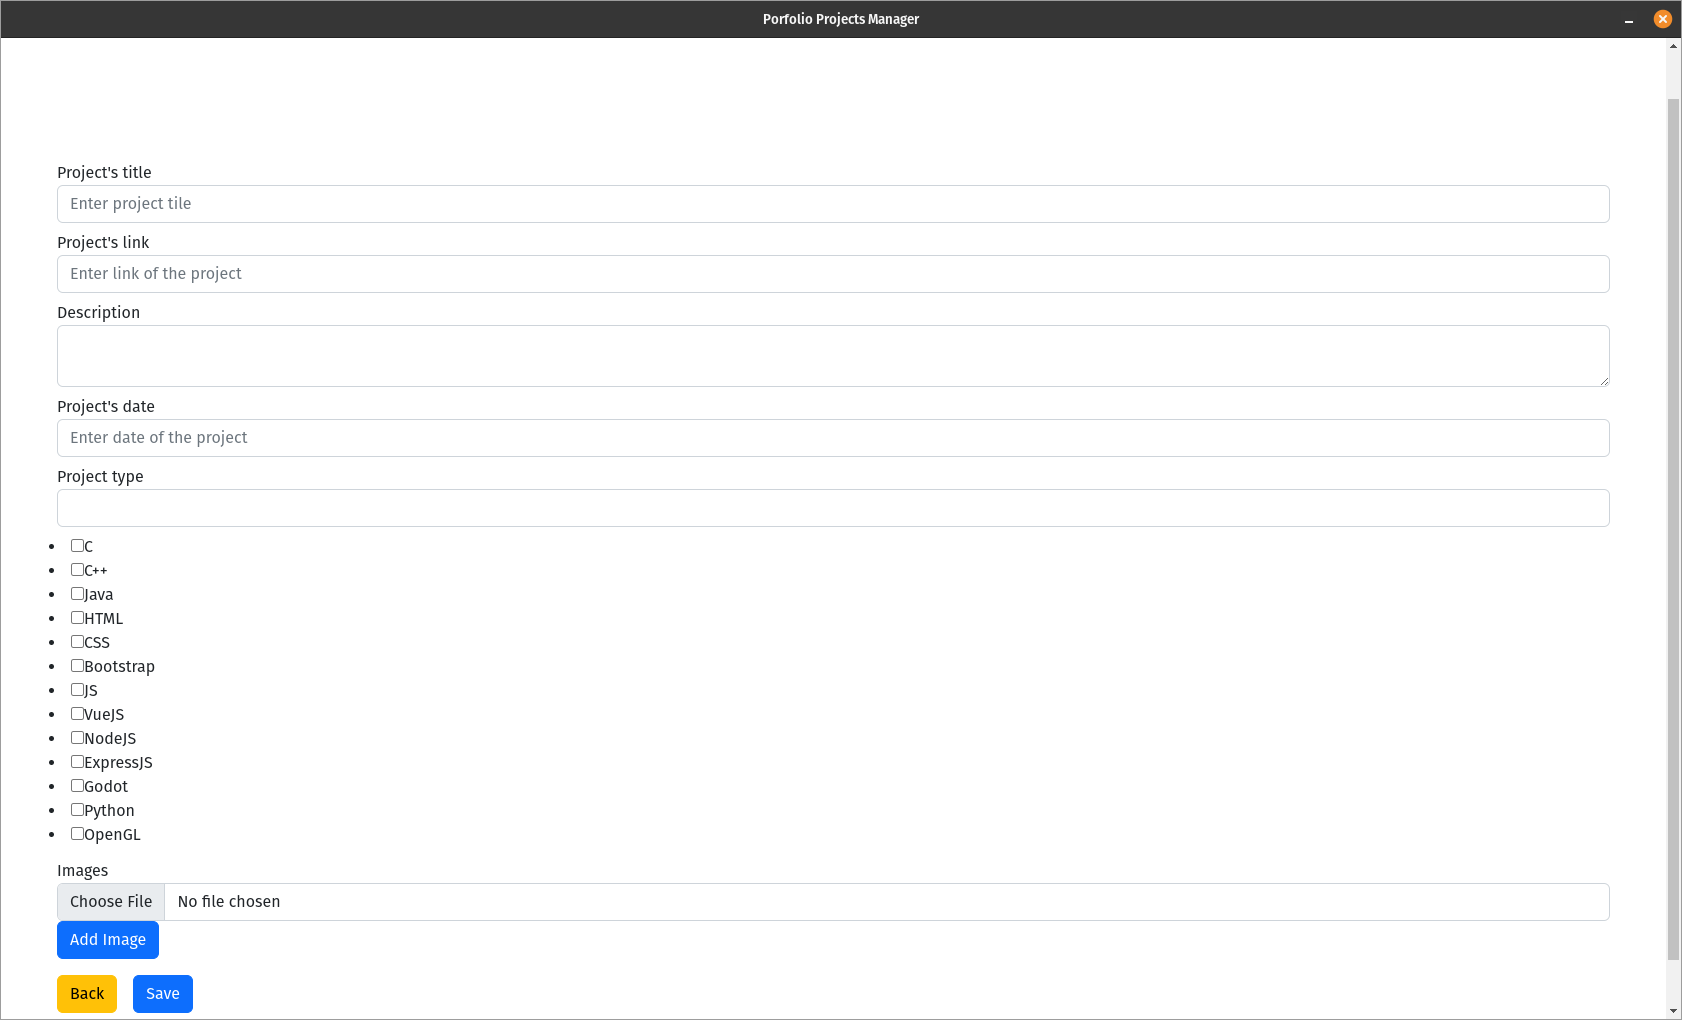 Porfolio Projects Manager
Project's title
Enter project tile
Project's link
Enter link of the project
Description
Project's date
Enter date of the project
Project type
C
C++
Java
HTML
CSS
Bootstrap
JS
VueJS
NodeJS
ExpressJS
Godot
Python
OpenGL
Images
Choose File No file chosen
Add Image
Back Save